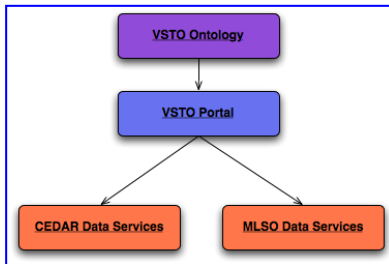 VSTO Ontology
VSTO Portal
CEDAR Data Services
MLSO Data Services